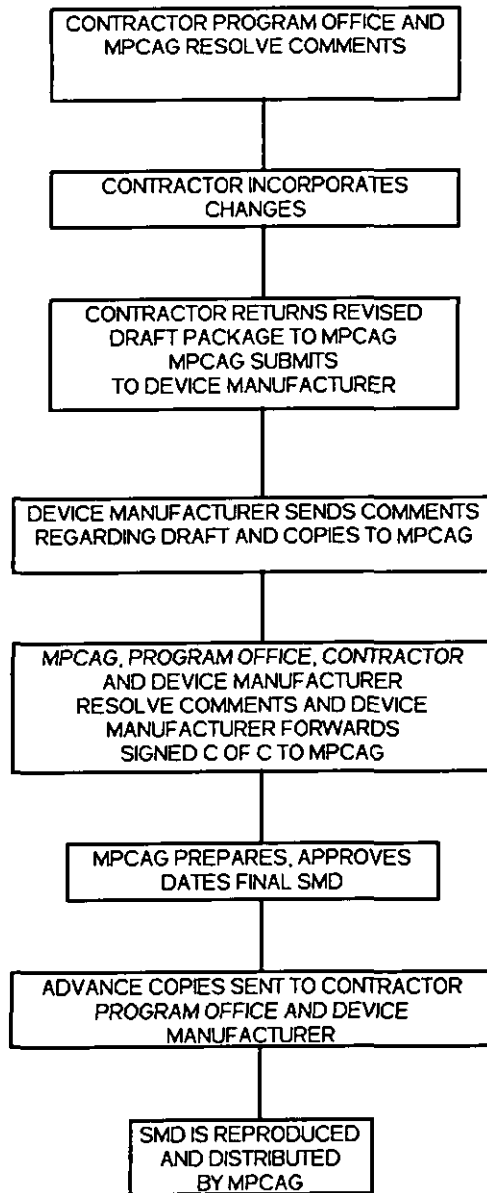 CONTRACTOR PROGRAM OFFICE AND
MPCAG RESOLVE COMMENTS
CONTRACTOR INCORPORATES
CHANGES
CONTRACTOR RETURNS REVISED
DRAFT PACKAGE TO MPCAG
MPCAG SUBMITS
TO DEVICE MANUFACTURER
DEVICE MANUFACTURER SENDS COMMENTS
REGARDING DRAFT AND COPIES TO MPCAG
MPCAG, PROGRAM OFFICE, CONTRACTOR
AND DEVICE MANUFACTURER
RESOLVE COMMENTS AND DEVICE
MANUFACTURER FORWARDS
SIGNED C OF C TO MPCAG
MPCAG PREPARES, APPROVES
DATES FINAL SMD
ADVANCE COPIES SENT TO CONTRACTOR
PROGRAM OFFICE AND DEVICE
MANUFACTURER
SMD IS REPRODUCED
AND DISTRIBUTED
BY MPCAG